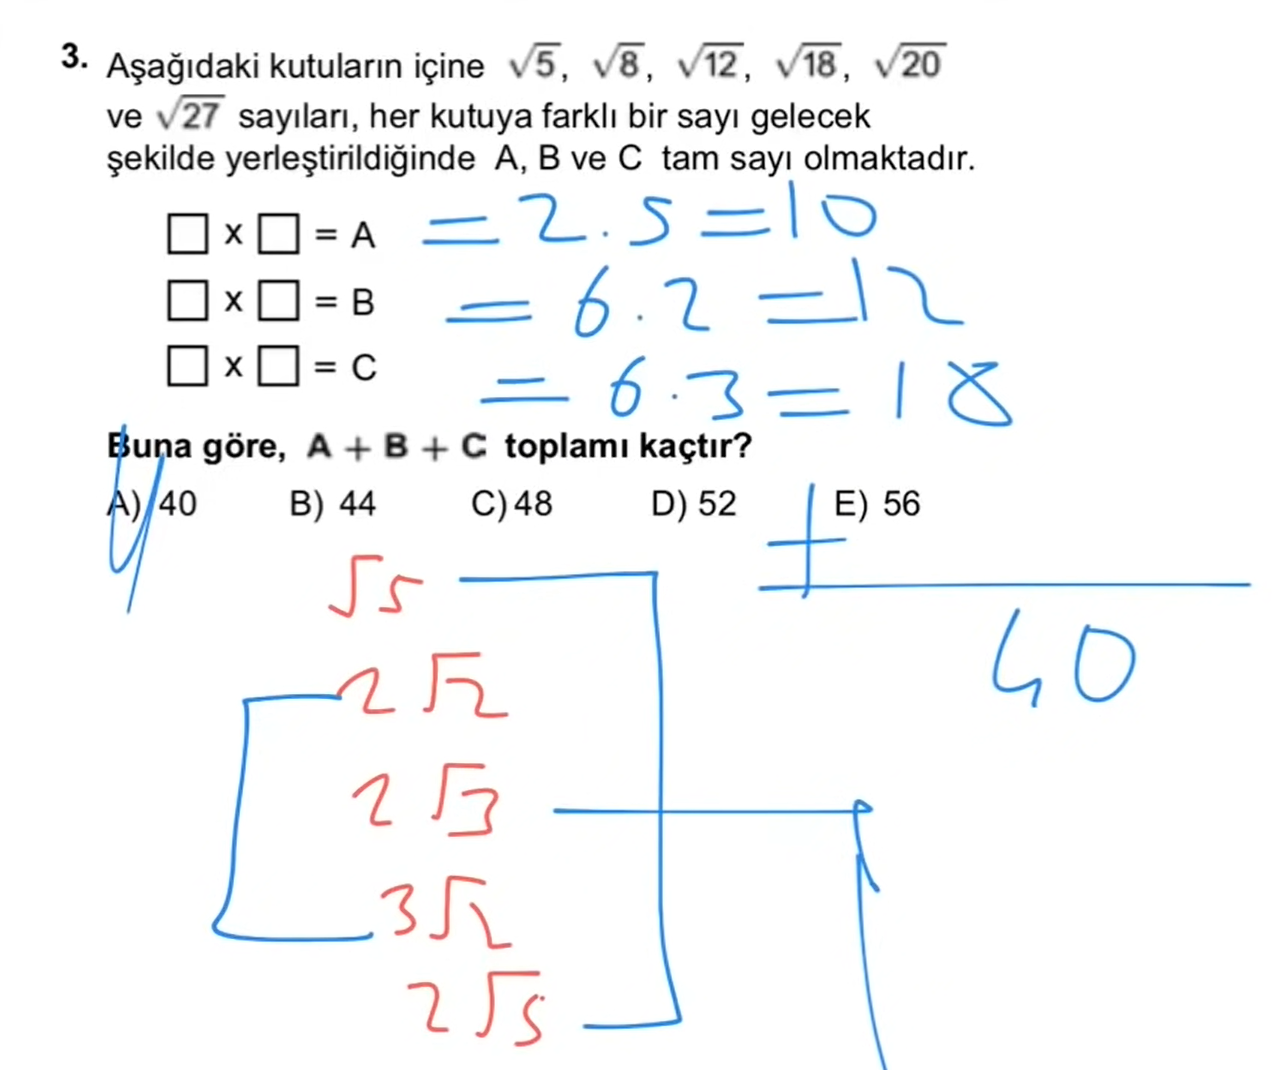 3. Aşağıdaki kutuların içine √5, √8, √12, √18, √20
ve √27 sayıları, her kutuya farklı bir sayı gelecek
şekilde yerleştirildiğinde A, B ve C tam sayı olmaktadır.
□ x □ = A = 2.5 = 10
□ x □ = B = 6.2 = 12
□ x □ = C = 6.3 = 18
Buna göre, A + B + C toplamı kaçtır?
A) 40 B) 44 C) 48 D) 52 E) 56
+
40
√5
2√2
2√3
3√2
2√5